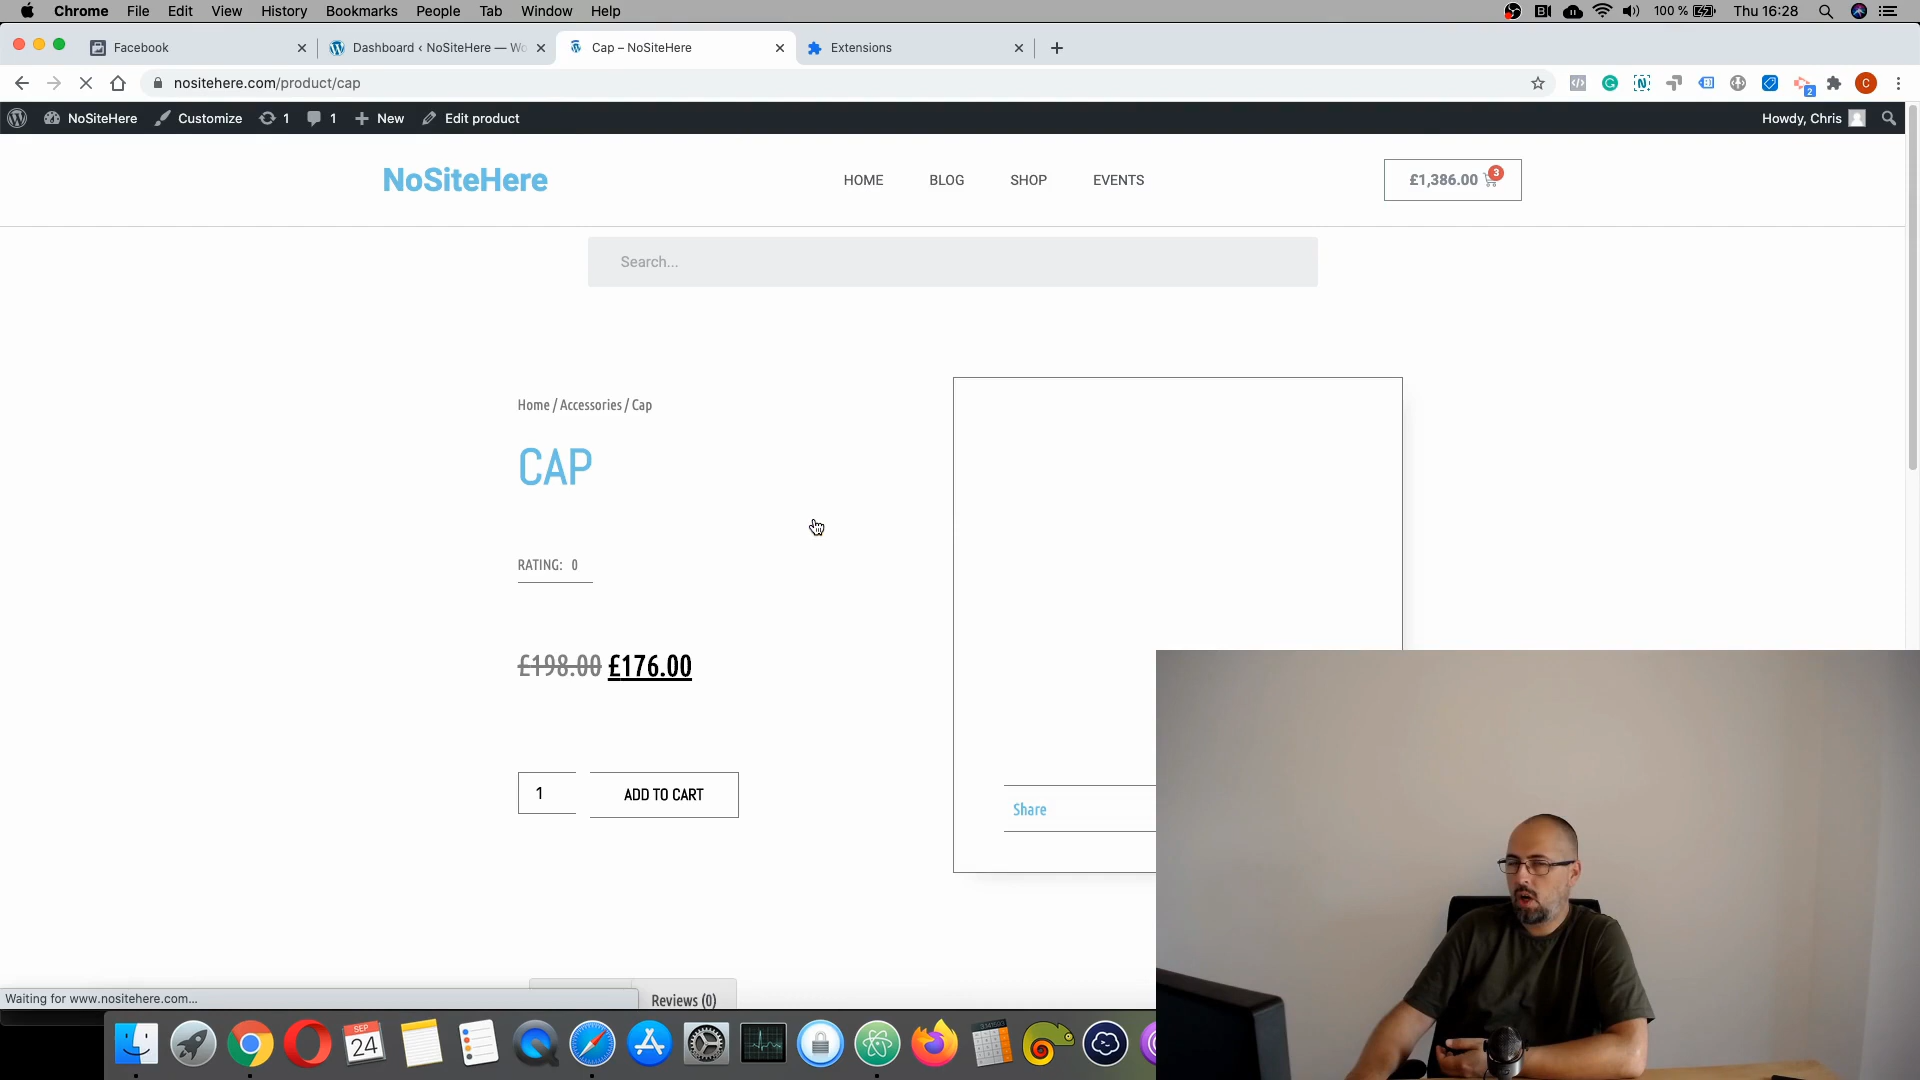 Chrome File Edit View History Bookmarks People Tab Window Help
100 % Thu 16:28
Facebook
Dashboard ‹ NoSiteHere — Wo
Cap – NoSiteHere
Extensions
nositehere.com/product/cap
2
C
NoSiteHere Customize 1 1 New Edit product
Howdy, Chris
NoSiteHere
HOME BLOG SHOP EVENTS
£1,386.00 3
Search...
Home / Accessories / Cap
CAP
RATING: 0
£198.00 £176.00
1 ADD TO CART
Share
Reviews (0)
Waiting for www.nositehere.com...
SEP
24